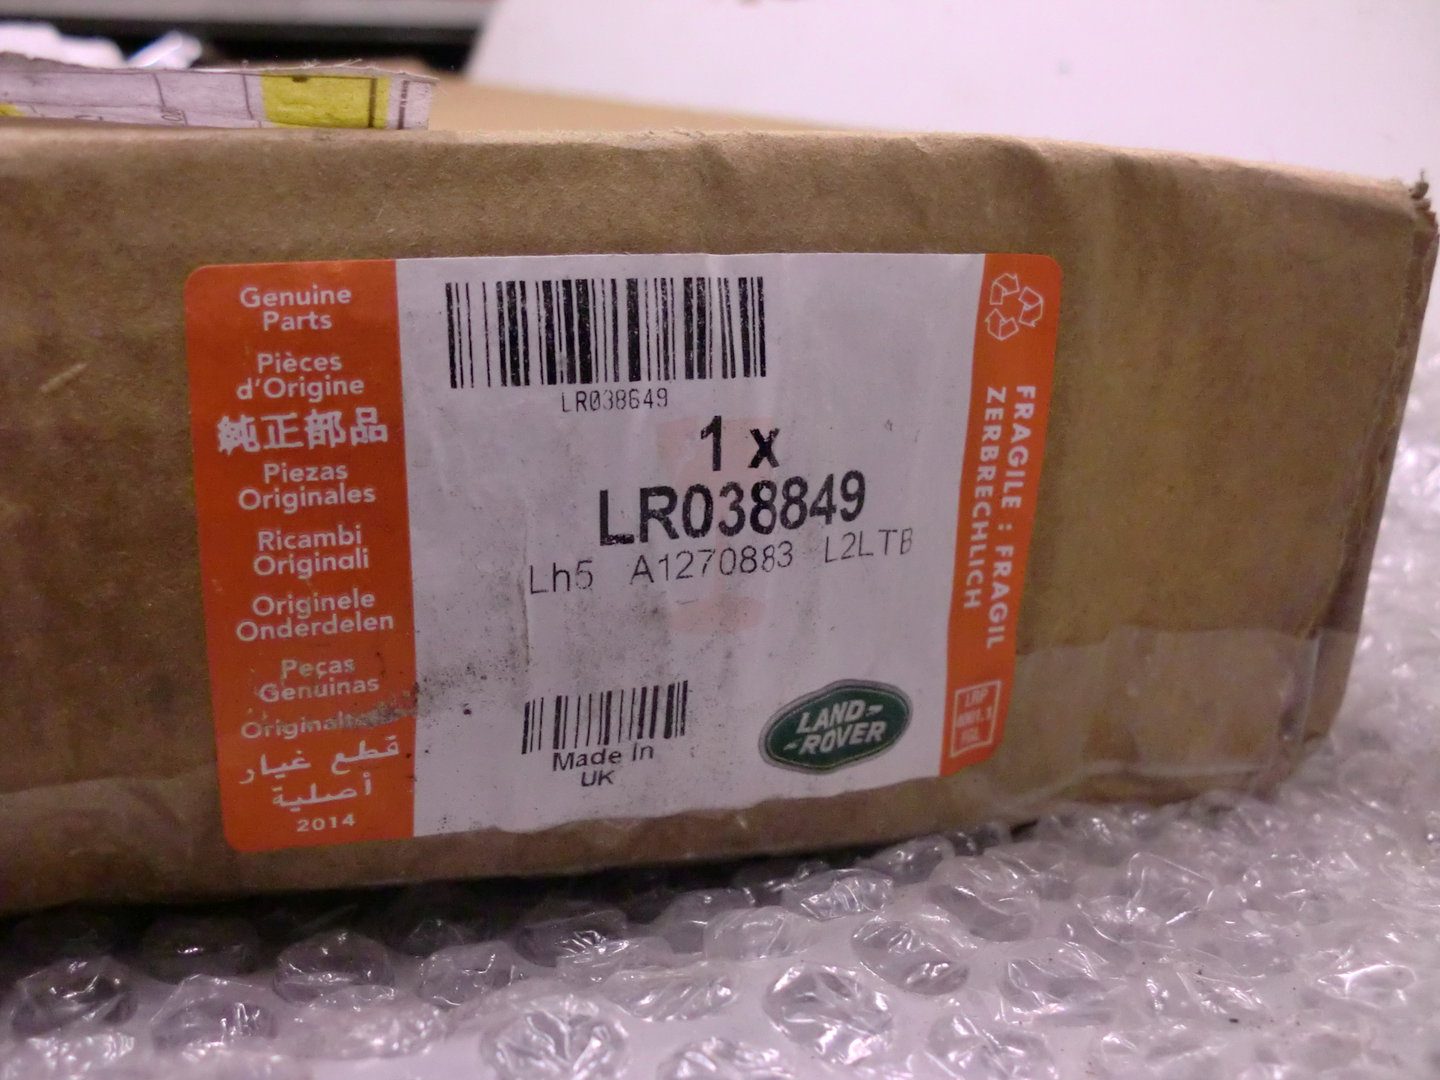 Genuine
Parts
Pièces
d'Origine
純正部品
Piezas
Originales
Ricambi
Originali
Originele
Onderdelen
Peças
Genuinas
قطع غيار
أصلية
2014
LR038649
1 x
LR038849
Lh5 A1270883 L2LTB
Made In
UK
LAND-
-ROVER
FRAGILE : FRAGIL
ZERBRECHLICH